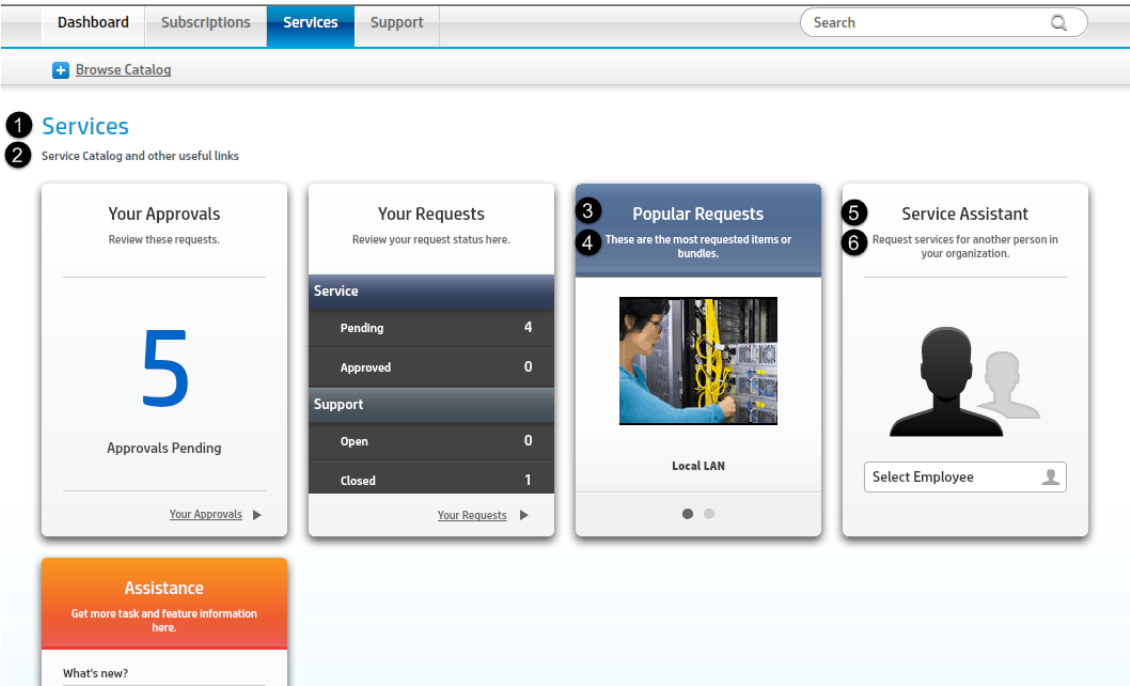 Dashboard Subscriptions Services Support Search
Browse Catalog
1 Services
2 Service Catalog and other useful links
Your Approvals
Review these requests.
5
Approvals Pending
Your Approvals
Your Requests
Review your request status here.
Service
Pending 4
Approved 0
Support
Open 0
Closed 1
Your Requests
3 Popular Requests
4 These are the most requested items or
bundles.
Local LAN
5 Service Assistant
6 Request services for another person in
your organization.
Select Employee
Assistance
Get more task and feature information
here.
What's new?